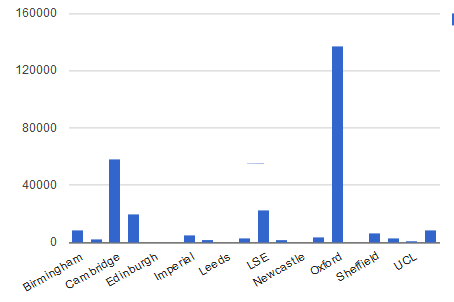 160000
120000
80000
40000
0
Birmingham
Cambridge
Edinburgh
Imperial
Leeds
LSE
Newcastle
Oxford
Sheffield
UCL